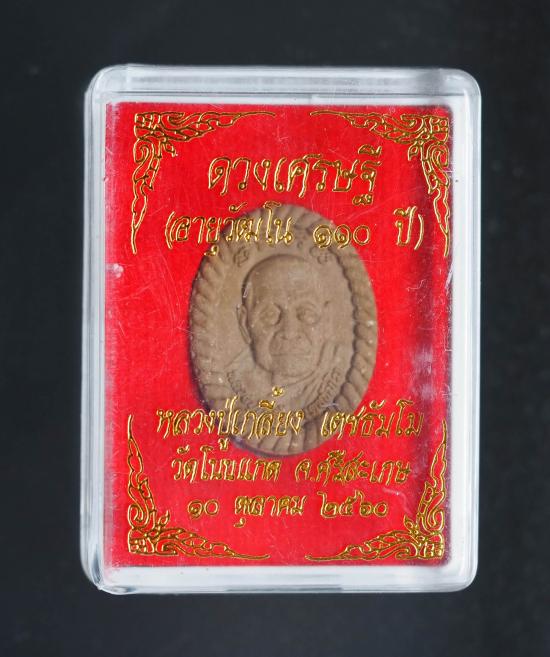 ดวงเศรษฐี
(อายุวัฒโน ๑๑๐ ปี)
หลวงปู่เกลี้ยง เตชธมฺโม
วัดโนนแกด จ.ศรีสะเกษ
๑๐ ตุลาคม ๒๕๖๐